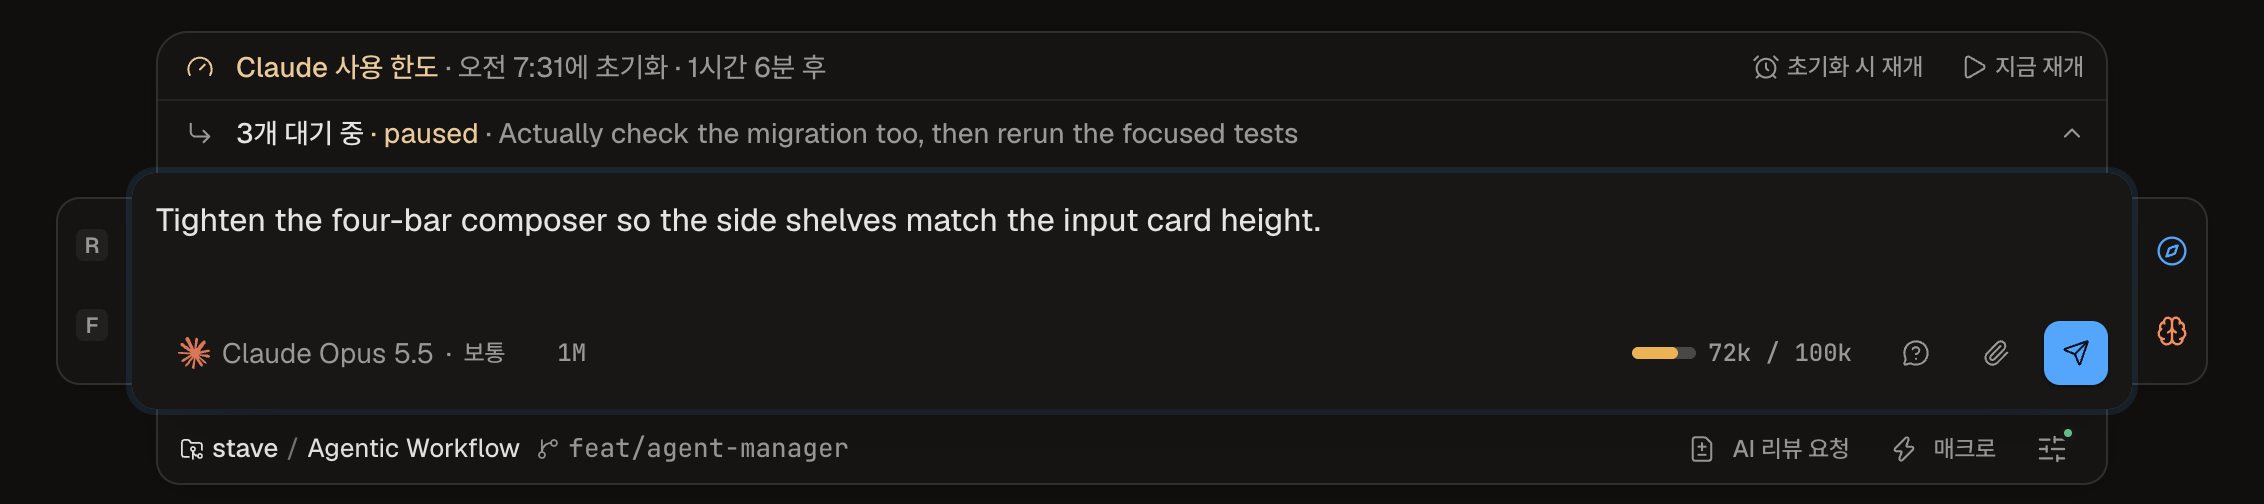 Claude 사용 한도 · 오전 7:31에 초기화 · 1시간 6분 후 초기화 시 재개 지금 재개
3개 대기 중 · paused · Actually check the migration too, then rerun the focused tests
Tighten the four-bar composer so the side shelves match the input card height.
R
F
Claude Opus 5.5 · 보통 1M 72k / 100k
stave / Agentic Workflow feat/agent-manager AI 리뷰 요청 매크로